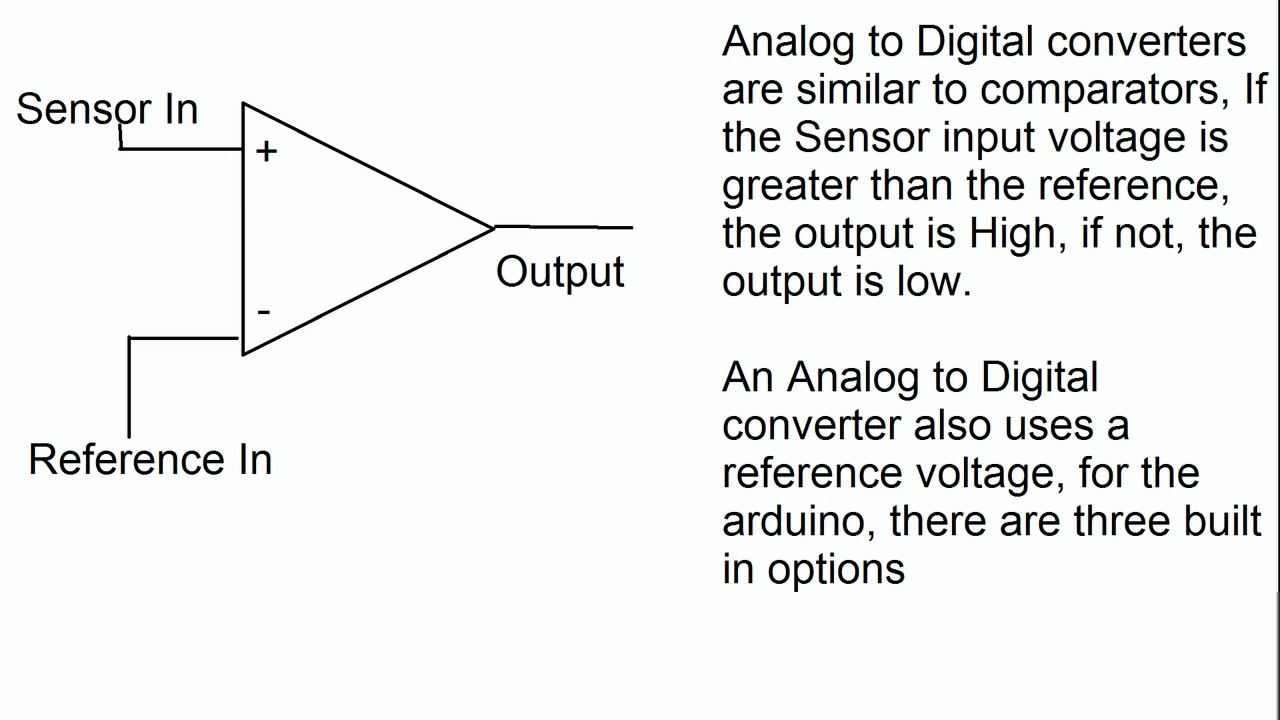 Sensor In
+
-
Output
Reference In
Analog to Digital converters
are similar to comparators, If
the Sensor input voltage is
greater than the reference,
the output is High, if not, the
output is low.
An Analog to Digital
converter also uses a
reference voltage, for the
arduino, there are three built
in options